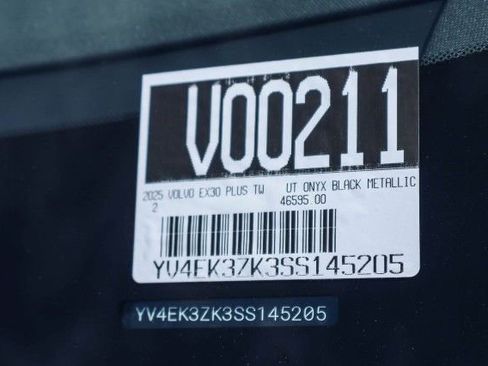 V00211
2025 VOLVO EX30 PLUS TW UT ONYX BLACK METALLIC
2 46595.00
YV4EK3ZK3SS145205
YV4EK3ZK3SS145205